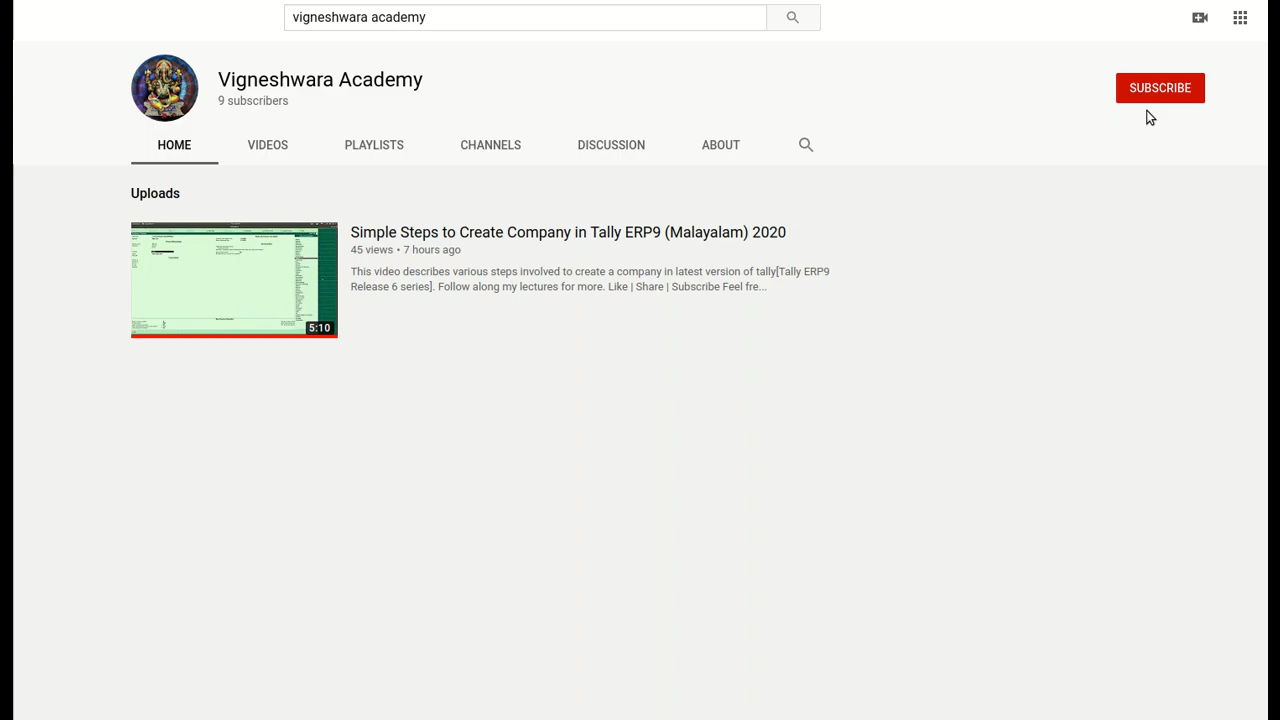 vigneshwara academy
Vigneshwara Academy
9 subscribers
SUBSCRIBE
HOME VIDEOS PLAYLISTS CHANNELS DISCUSSION ABOUT
Uploads
Simple Steps to Create Company in Tally ERP9 (Malayalam) 2020
45 views • 7 hours ago
This video describes various steps involved to create a company in latest version of tally[Tally ERP9
Release 6 series]. Follow along my lectures for more. Like | Share | Subscribe Feel fre...
5:10